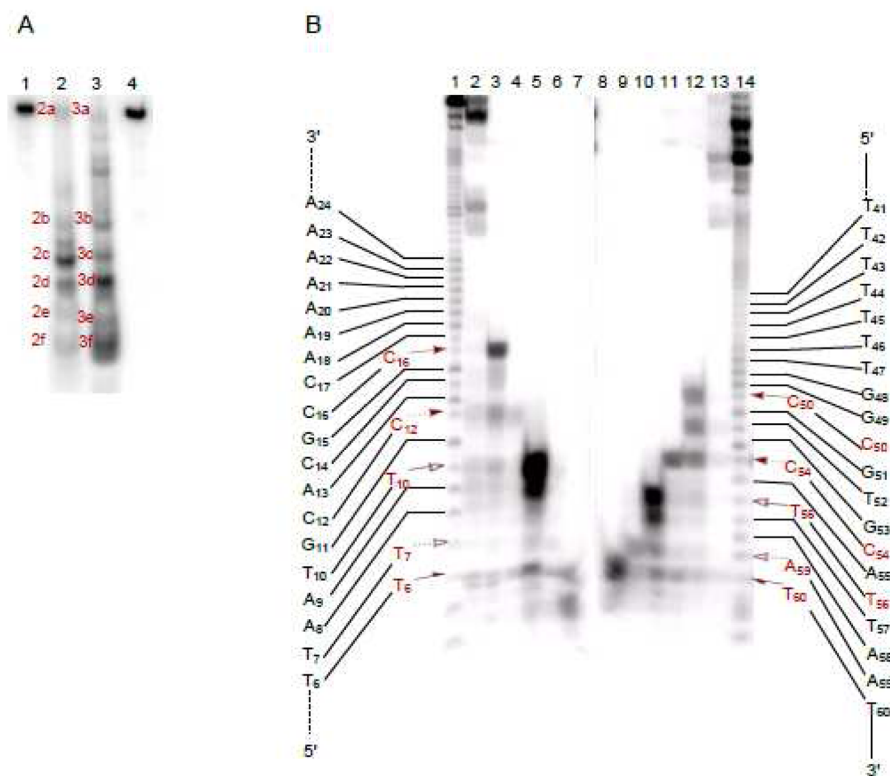 A
1 2 3 4
2a 3a
2b 3b
2c 3c
2d 3d
2e 3e
2f 3f
B
1 2 3 4 5 6 7 8 9 10 11 12 13 14
3'
A24
A23
A22
A21
A20
A19
A18
C17
C16
G15
C14
A13
C12
G11
T10
A9
A8
T7
T6
5'
C16
C12
T10
T7
T6
C50
C54
T56
A59
T60
5'
T41
T42
T43
T44
T45
T46
T47
G48
G49
C50
G51
T52
G53
C54
A55
T56
T57
A58
A59
T60
3'